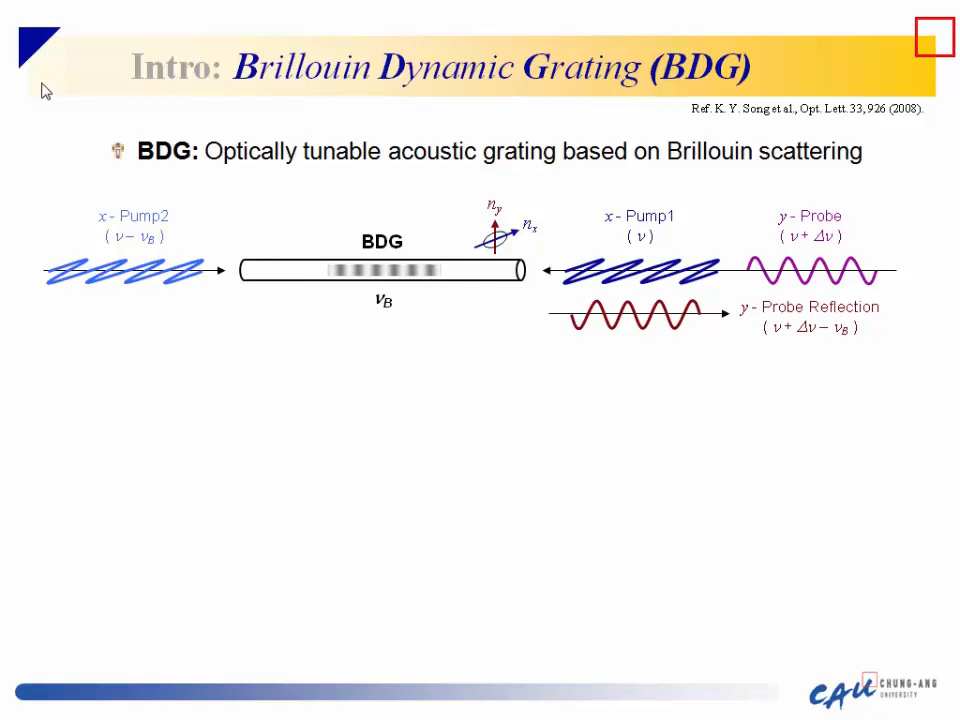 Intro: Brillouin Dynamic Grating (BDG)
Ref. K. Y. Song et al., Opt. Lett. 33, 926 (2008).
BDG: Optically tunable acoustic grating based on Brillouin scattering
x - Pump2
( ν − νB )
BDG
νB
ny
nx
x - Pump1
( ν )
y - Probe
( ν + Δν )
y - Probe Reflection
( ν + Δν − νB )
CAU CHUNG-ANG
UNIVERSITY